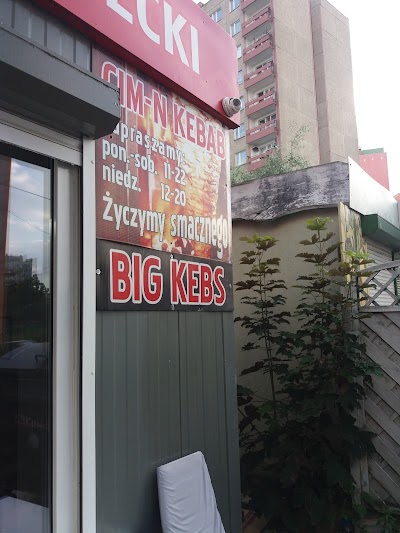 ECKI
CIM-N KEBAB
Zapraszamy:
pon.-sob. 11-22
niedz. 12-20
Życzymy smacznego
BIG KEBS